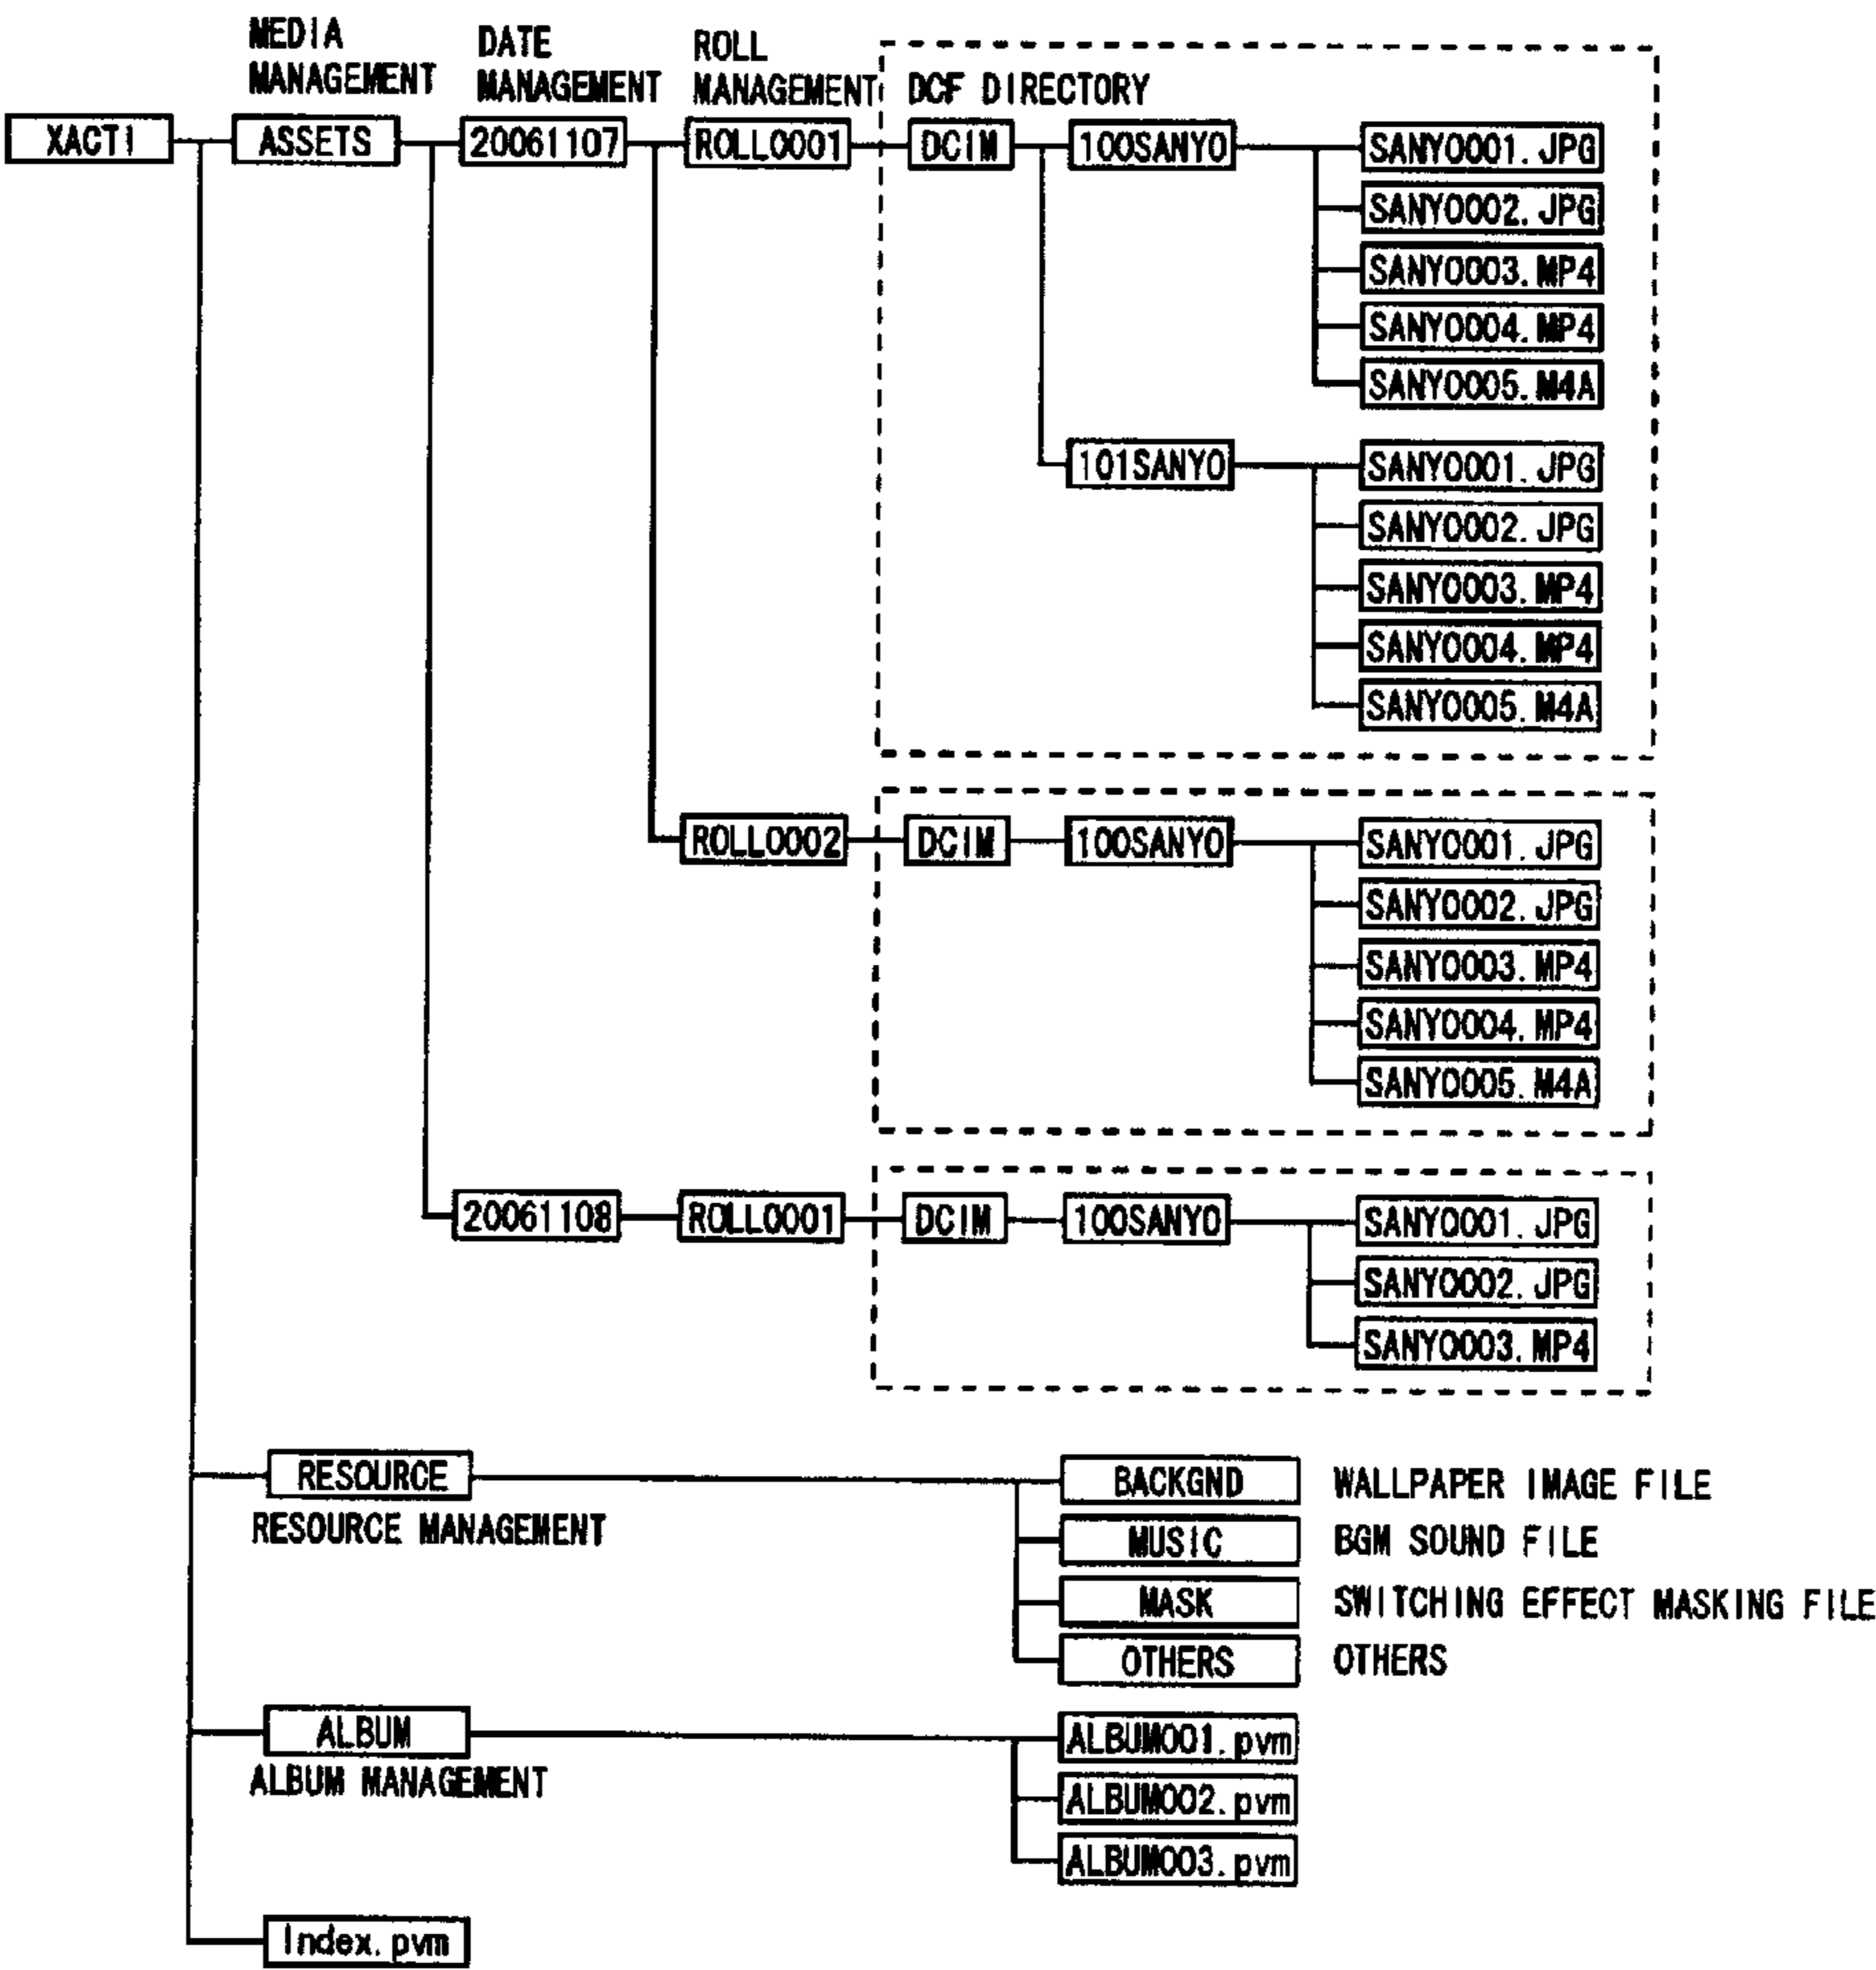 MEDIA MANAGEMENT
DATE MANAGEMENT
ROLL MANAGEMENT
DCF DIRECTORY
XACTI
ASSETS
20061107
ROLL0001
DCIM
100SANYO
SANY0001.JPG
SANY0002.JPG
SANY0003.MP4
SANY0004.MP4
SANY0005.M4A
101SANYO
SANY0001.JPG
SANY0002.JPG
SANY0003.MP4
SANY0004.MP4
SANY0005.M4A
ROLL0002
DCIM
100SANYO
SANY0001.JPG
SANY0002.JPG
SANY0003.MP4
SANY0004.MP4
SANY0005.M4A
20061108
ROLL0001
DCIM
100SANYO
SANY0001.JPG
SANY0002.JPG
SANY0003.MP4
RESOURCE
RESOURCE MANAGEMENT
BACKGND
WALLPAPER IMAGE FILE
MUSIC
BGM SOUND FILE
MASK
SWITCHING EFFECT MASKING FILE
OTHERS
OTHERS
ALBUM
ALBUM MANAGEMENT
ALBUM001.pvm
ALBUM002.pvm
ALBUM003.pvm
Index.pvm